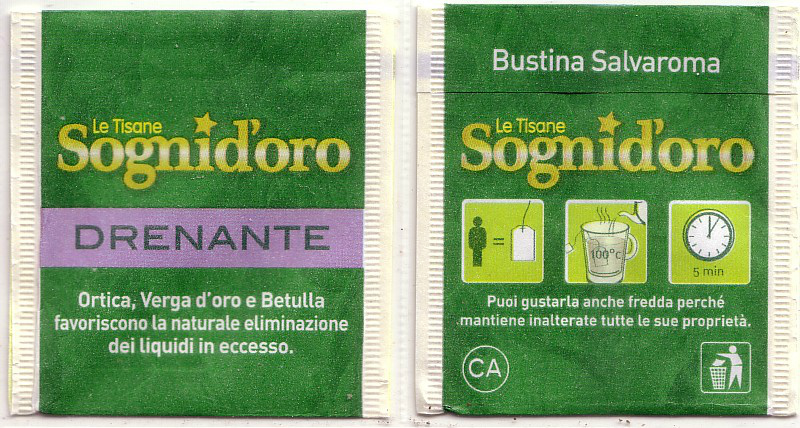 Le Tisane
Sognid'oro
DRENANTE
Ortica, Verga d'oro e Betulla
favoriscono la naturale eliminazione
dei liquidi in eccesso.
Bustina Salvaroma
Le Tisane
Sognid'oro
=
100°c
5 min
Puoi gustarla anche fredda perché
mantiene inalterate tutte le sue proprietà.
CA